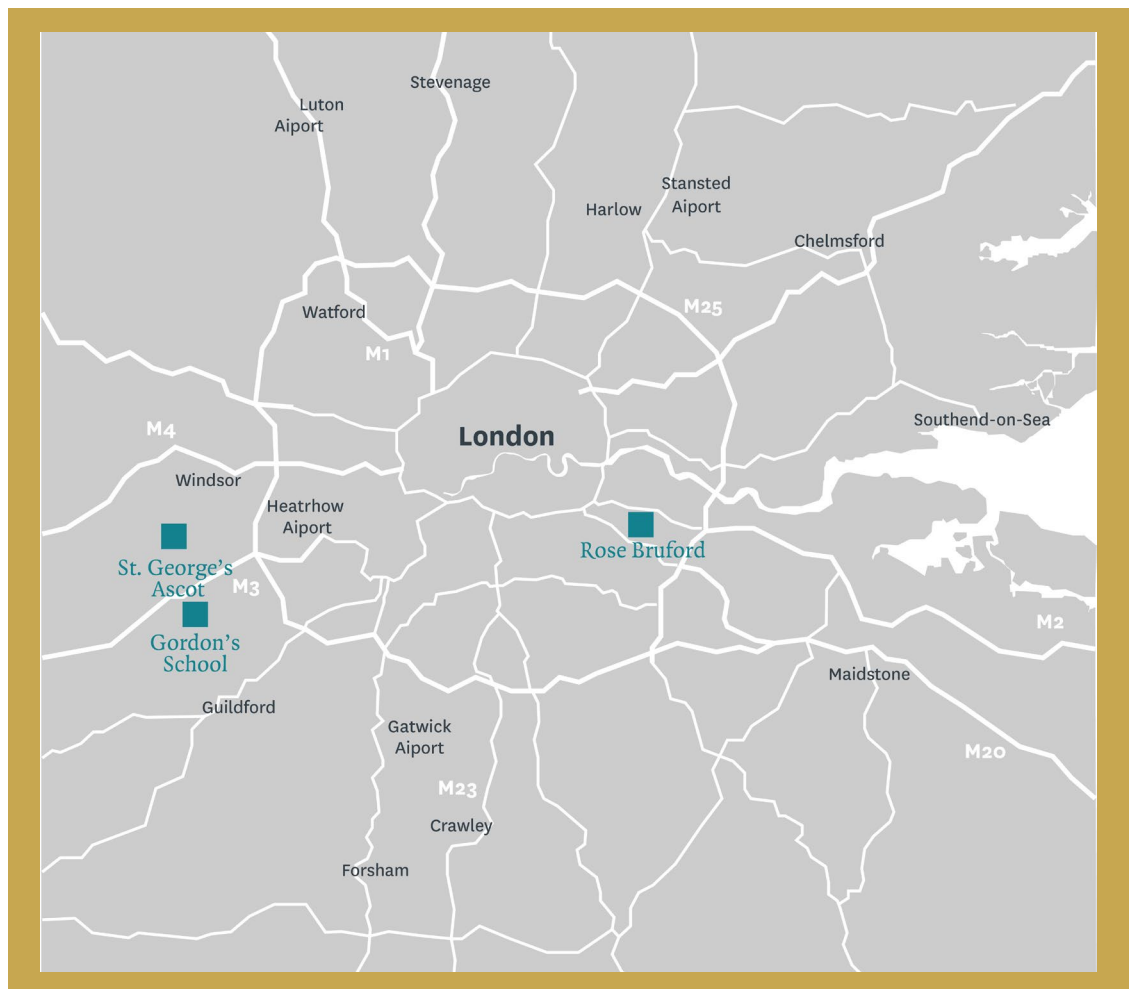 Stevenage
Luton
Aiport
Stansted
Aiport
Harlow
Chelmsford
M25
Watford
M1
Southend-on-Sea
M4
London
Windsor
Heatrhow
Aiport
Rose Bruford
St. George's
Ascot
M3
Gordon's
School
M2
Maidstone
Guildford
Gatwick
Aiport
M20
M23
Crawley
Forsham